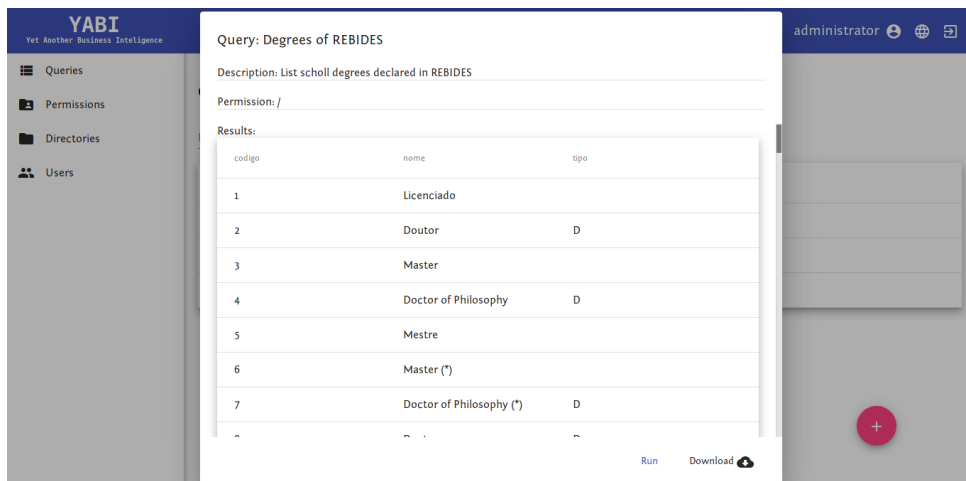 YABI
Yet Another Business Inteligence
administrator
Queries
Permissions
Directories
Users
Query: Degrees of REBIDES
Description: List scholl degrees declared in REBIDES
Permission: /
Results:
codigo nome tipo
1 Licenciado
2 Doutor D
3 Master
4 Doctor of Philosophy D
5 Mestre
6 Master (*)
7 Doctor of Philosophy (*) D
Run Download
+